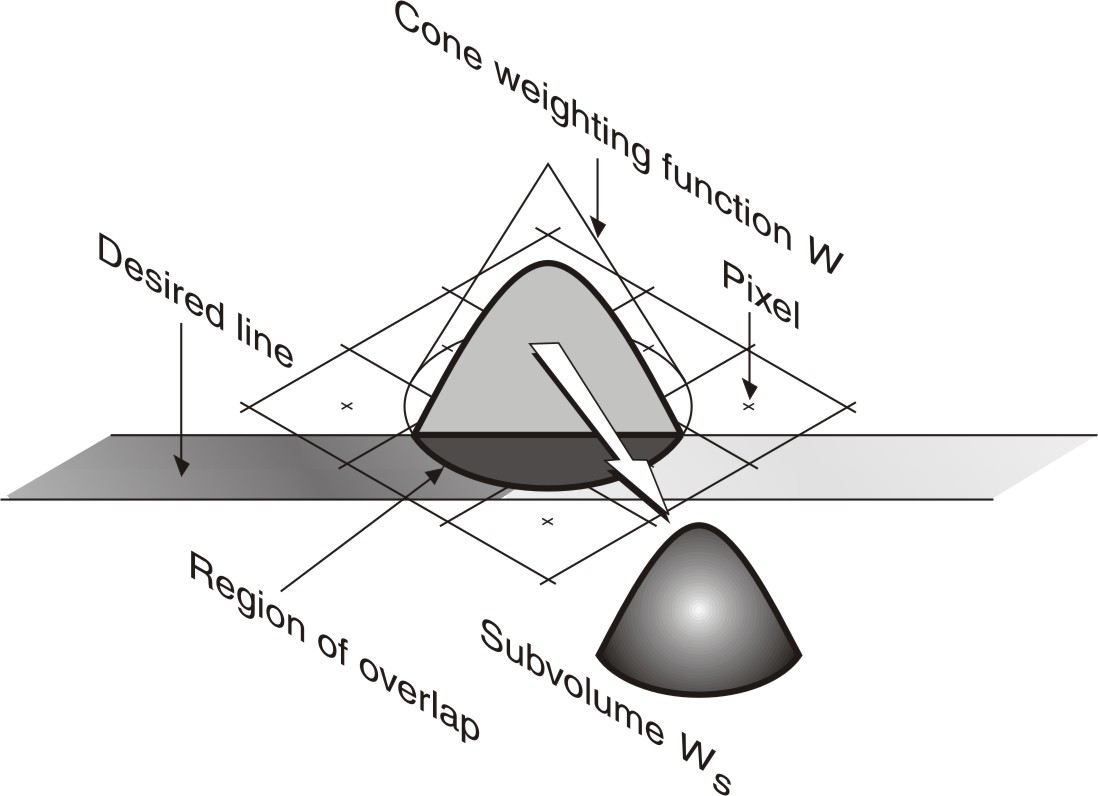 Cone weighting function W
Desired line
Pixel
Region of overlap
Subvolume Ws